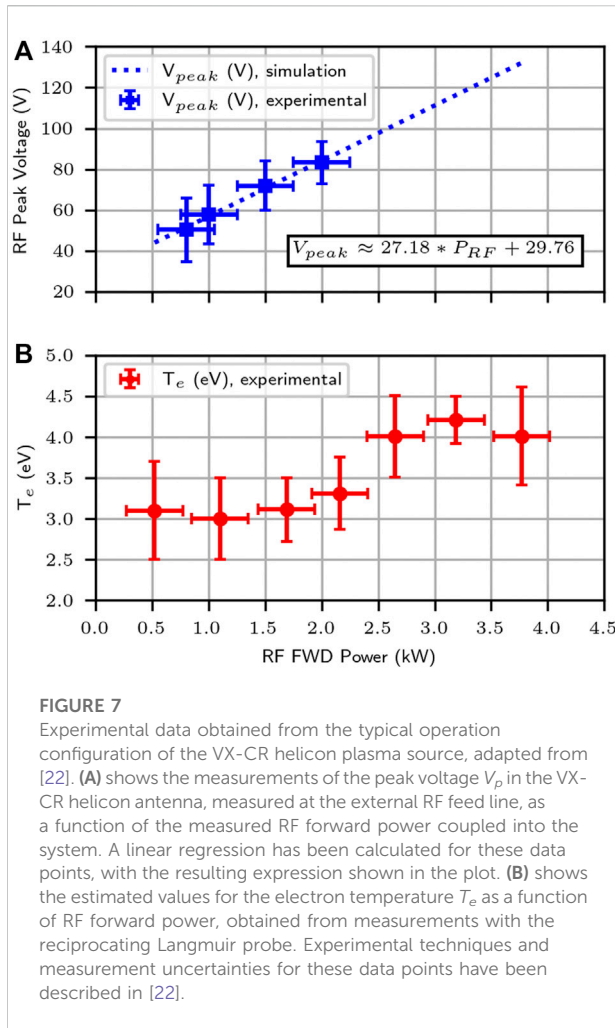 A
140
120
100
80
60
40
20
RF Peak Voltage (V)
V_peak (V), simulation
V_peak (V), experimental
V_peak ≈ 27.18 * P_RF + 29.76
B
5.0
4.5
4.0
3.5
3.0
2.5
2.0
T_e (eV)
T_e (eV), experimental
0.0 0.5 1.0 1.5 2.0 2.5 3.0 3.5 4.0 4.5
RF FWD Power (kW)
FIGURE 7
Experimental data obtained from the typical operation
configuration of the VX-CR helicon plasma source, adapted from
[22]. (A) shows the measurements of the peak voltage V_p in the VX-
CR helicon antenna, measured at the external RF feed line, as
a function of the measured RF forward power coupled into the
system. A linear regression has been calculated for these data
points, with the resulting expression shown in the plot. (B) shows
the estimated values for the electron temperature T_e as a function
of RF forward power, obtained from measurements with the
reciprocating Langmuir probe. Experimental techniques and
measurement uncertainties for these data points have been
described in [22].